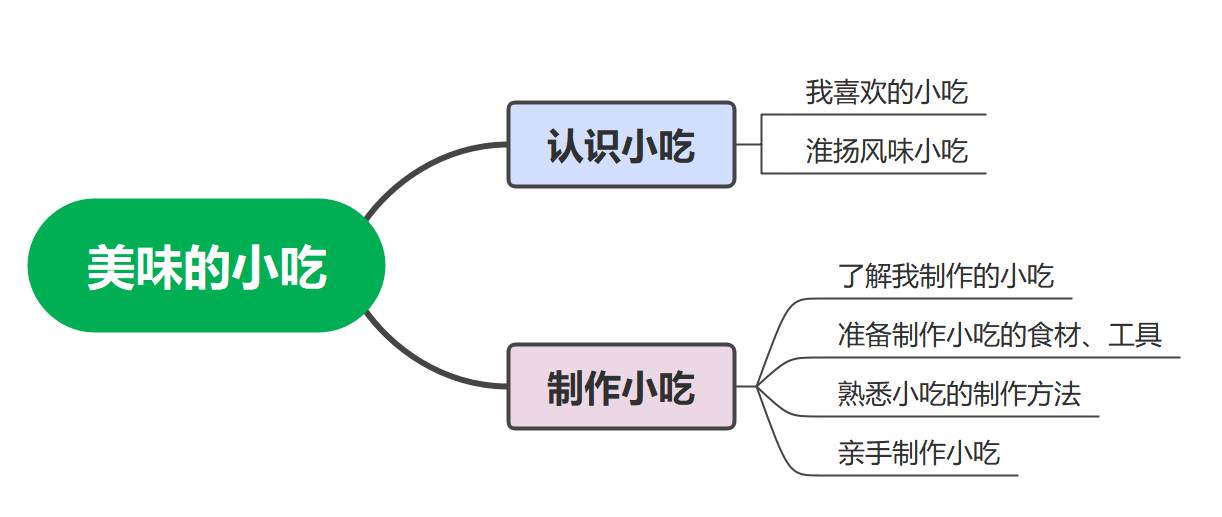 美味的小吃
认识小吃
我喜欢的小吃
淮扬风味小吃
制作小吃
了解我制作的小吃
准备制作小吃的食材、工具
熟悉小吃的制作方法
亲手制作小吃